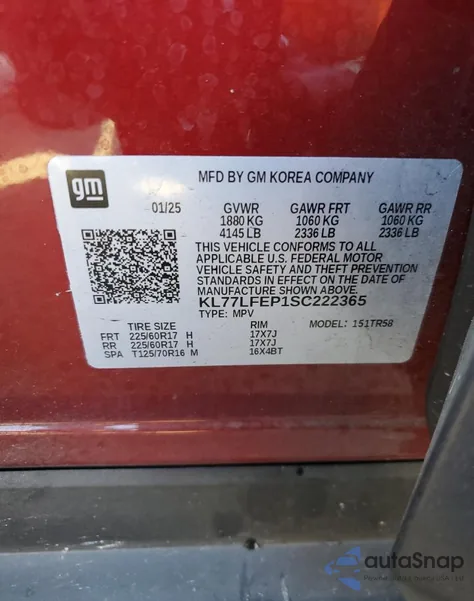 gm
MFD BY GM KOREA COMPANY
01/25 GVWR GAWR FRT GAWR RR
1880 KG 1060 KG 1060 KG
4145 LB 2336 LB 2336 LB
THIS VEHICLE CONFORMS TO ALL
APPLICABLE U.S. FEDERAL MOTOR
VEHICLE SAFETY AND THEFT PREVENTION
STANDARDS IN EFFECT ON THE DATE
OF MANUFACTURE SHOWN ABOVE.
KL77LFEP1SC222365
TYPE: MPV MODEL: 1S1TR58
TIRE SIZE RIM
FRT 225/60R17 H 17X7J
RR 225/60R17 H 17X7J
SPA T125/70R16 M 16X4BT
autoSnap